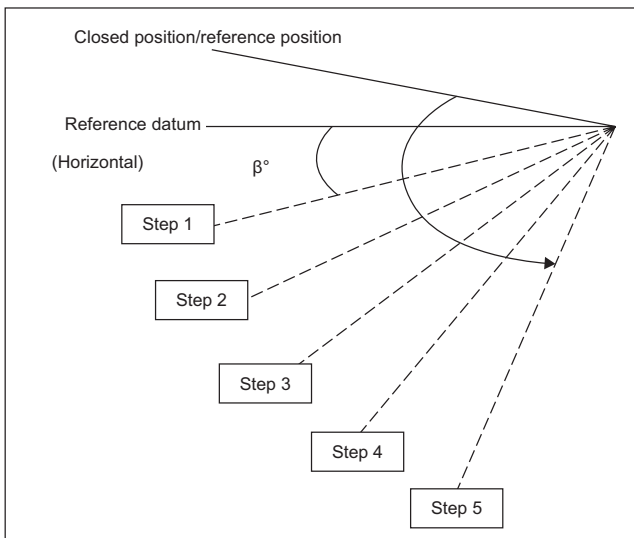 Closed position/reference position
Reference datum
(Horizontal)
β°
Step 1
Step 2
Step 3
Step 4
Step 5